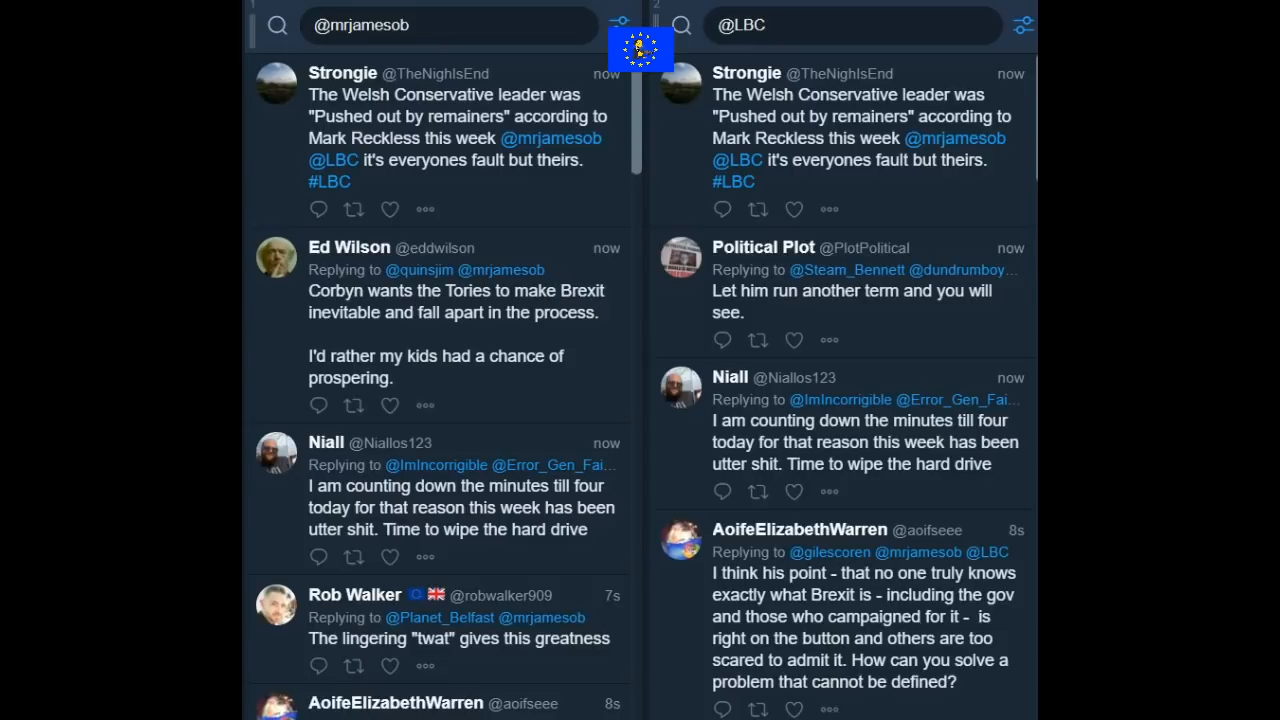 1
@mrjamesob
Strongie @TheNighIsEnd now
The Welsh Conservative leader was
"Pushed out by remainers" according to
Mark Reckless this week @mrjamesob
@LBC it's everyones fault but theirs.
#LBC
Ed Wilson @eddwilson now
Replying to @quinsjim @mrjamesob
Corbyn wants the Tories to make Brexit
inevitable and fall apart in the process.
I'd rather my kids had a chance of
prospering.
Niall @Niallos123 now
Replying to @ImIncorrigible @Error_Gen_Fai...
I am counting down the minutes till four
today for that reason this week has been
utter shit. Time to wipe the hard drive
Rob Walker 🇪🇺🇬🇧 @robwalker909 7s
Replying to @Planet_Belfast @mrjamesob
The lingering "twat" gives this greatness
AoifeElizabethWarren @aoifseee 8s
2
@LBC
Strongie @TheNighIsEnd now
The Welsh Conservative leader was
"Pushed out by remainers" according to
Mark Reckless this week @mrjamesob
@LBC it's everyones fault but theirs.
#LBC
Political Plot @PlotPolitical now
Replying to @Steam_Bennett @dundrumboy...
Let him run another term and you will
see.
Niall @Niallos123 now
Replying to @ImIncorrigible @Error_Gen_Fai...
I am counting down the minutes till four
today for that reason this week has been
utter shit. Time to wipe the hard drive
AoifeElizabethWarren @aoifseee 8s
Replying to @gilescoren @mrjamesob @LBC
I think his point - that no one truly knows
exactly what Brexit is - including the gov
and those who campaigned for it - is
right on the button and others are too
scared to admit it. How can you solve a
problem that cannot be defined?